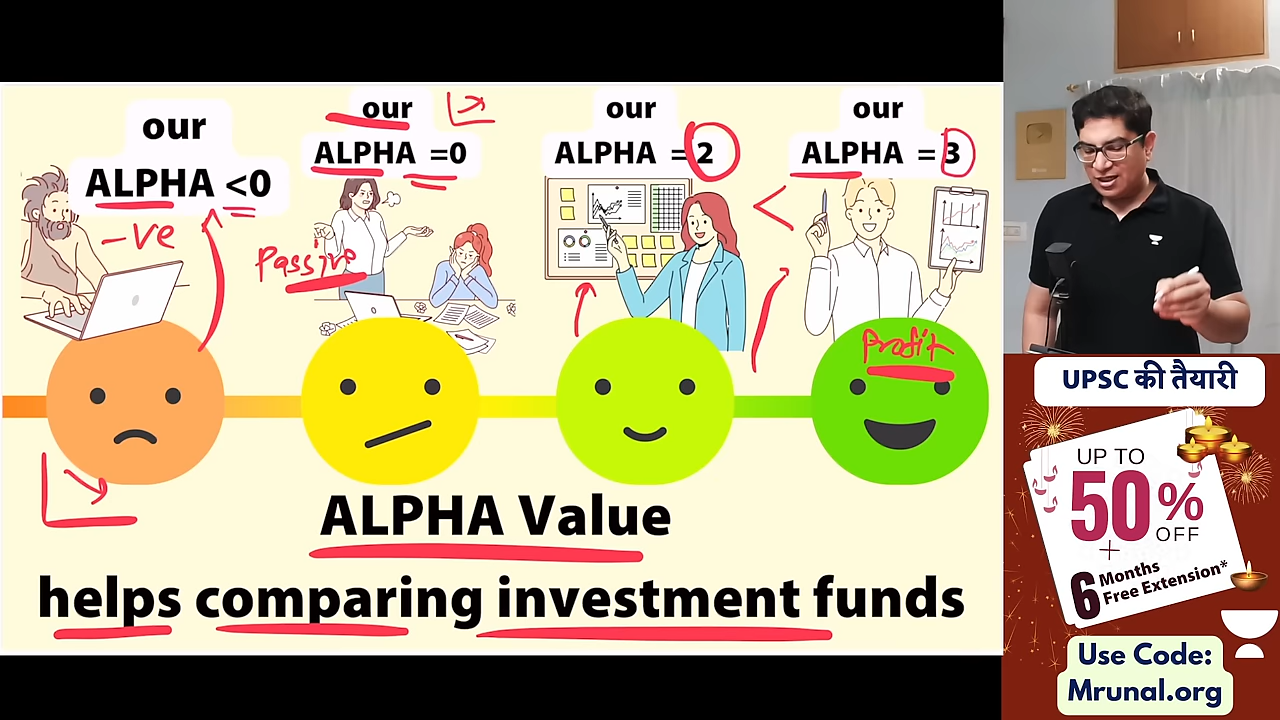 our
ALPHA <0
-ve
our
ALPHA =0
Passive
our
ALPHA = 2
<
our
ALPHA = 3
Profit
ALPHA Value
helps comparing investment funds
UPSC की तैयारी
UP TO
50%
OFF
+
6 Months
Free Extension*
Use Code:
Mrunal.org